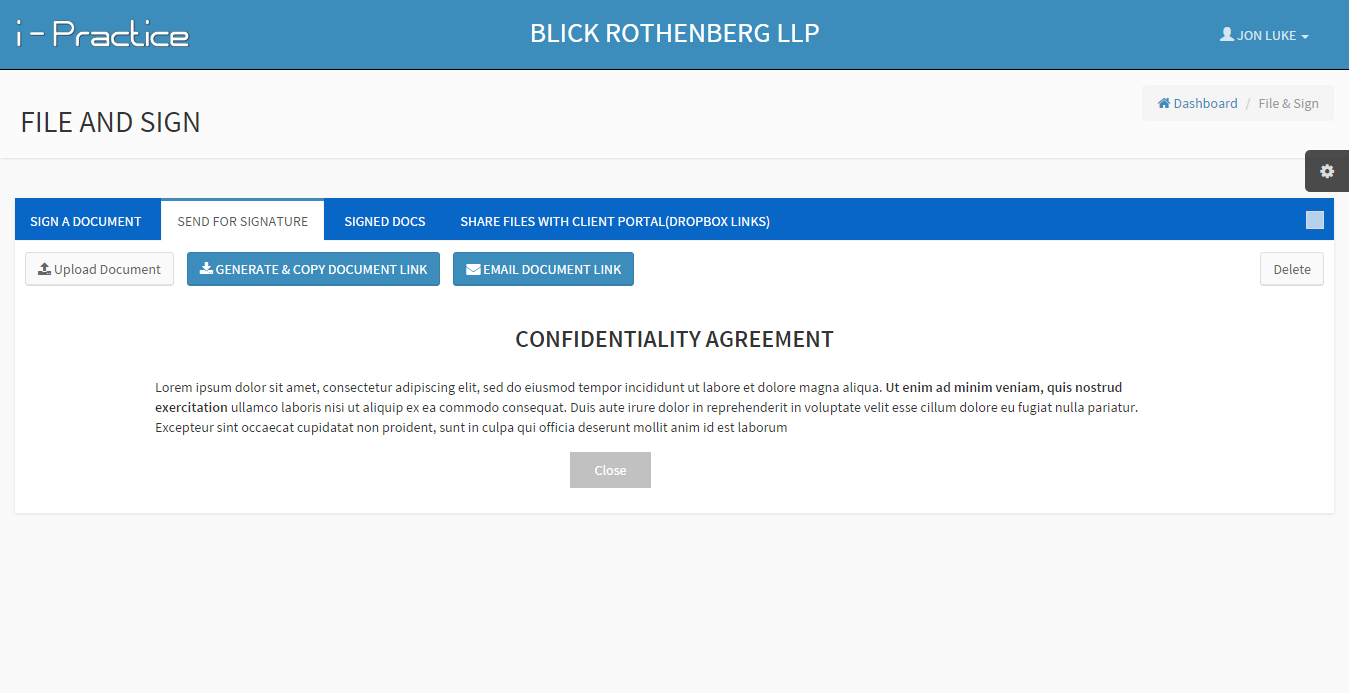 i - Practice
BLICK ROTHENBERG LLP
JON LUKE
Dashboard / File & Sign
FILE AND SIGN
SIGN A DOCUMENT
SEND FOR SIGNATURE
SIGNED DOCS
SHARE FILES WITH CLIENT PORTAL(DROPBOX LINKS)
Upload Document
GENERATE & COPY DOCUMENT LINK
EMAIL DOCUMENT LINK
Delete
CONFIDENTIALITY AGREEMENT
Lorem ipsum dolor sit amet, consectetur adipiscing elit, sed do eiusmod tempor incididunt ut labore et dolore magna aliqua. Ut enim ad minim veniam, quis nostrud
exercitation ullamco laboris nisi ut aliquip ex ea commodo consequat. Duis aute irure dolor in reprehenderit in voluptate velit esse cillum dolore eu fugiat nulla pariatur.
Excepteur sint occaecat cupidatat non proident, sunt in culpa qui officia deserunt mollit anim id est laborum
Close